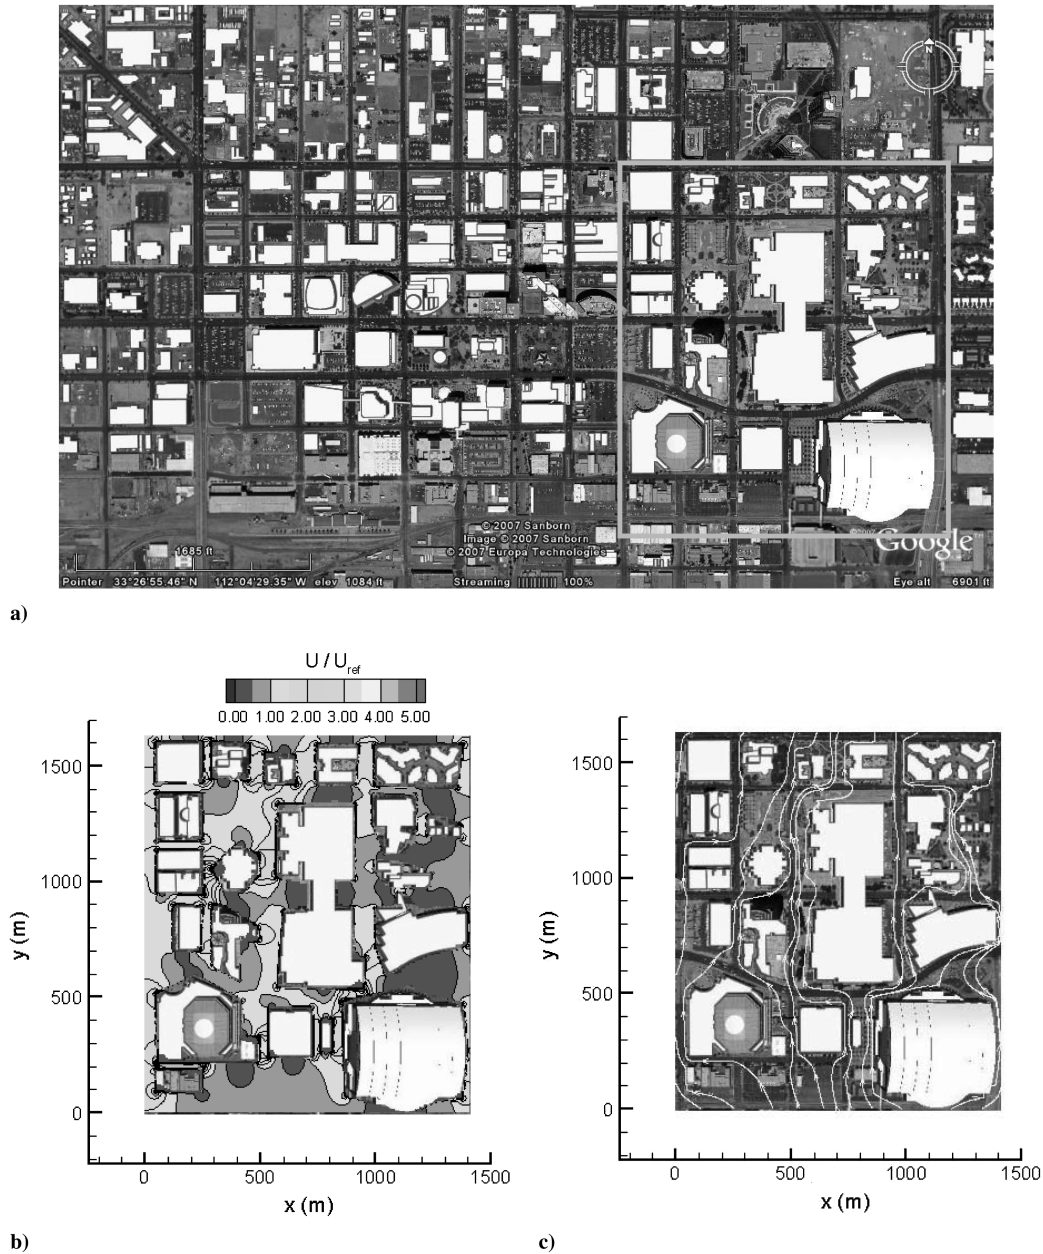 N
© 2007 Sanborn
Image © 2007 Sanborn
© 2007 Europa Technologies
Google
1685 ft
Pointer 33°26'55.46" N 112°04'29.35" W elev 1084 ft Streaming |||||||||| 100% Eye alt 6901 ft
a)
U / Uref
0.00 1.00 2.00 3.00 4.00 5.00
1500
1000
500
0
y (m)
0 500 1000 1500
x (m)
b)
1500
1000
500
0
y (m)
0 500 1000 1500
x (m)
c)